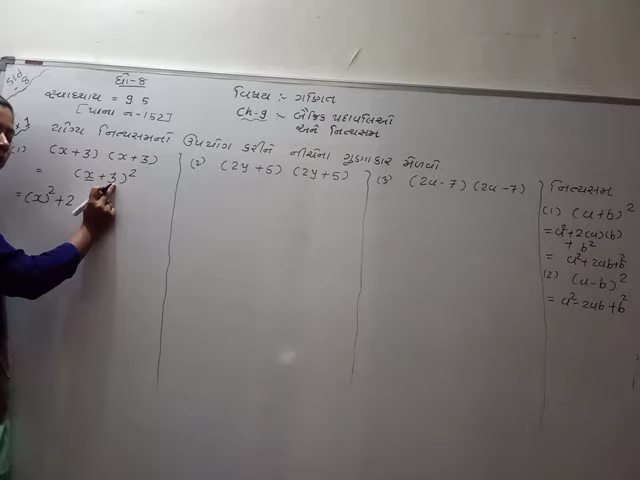 ધો-8
સ્વાધ્યાય = 9.5
[પાના ન-152]
વિષય :- ગણિત
Ch-9 :- બૈજિક પદાવલિઓ
અને નિત્યસમ
યોગ્ય નિત્યસમનો ઉપયોગ કરીને નીચેના ગુણાકાર મેળવો
(1) (x+3) (x+3)
= (x+3)²
= (x)² + 2
(2) (2y+5) (2y+5)
(3) (2a-7) (2a-7)
નિત્યસમ
(1) (a+b)²
= a²+2(a)(b)
+ b²
= a²+2ab+b²
(2) (a-b)²
= a²-2ab+b²